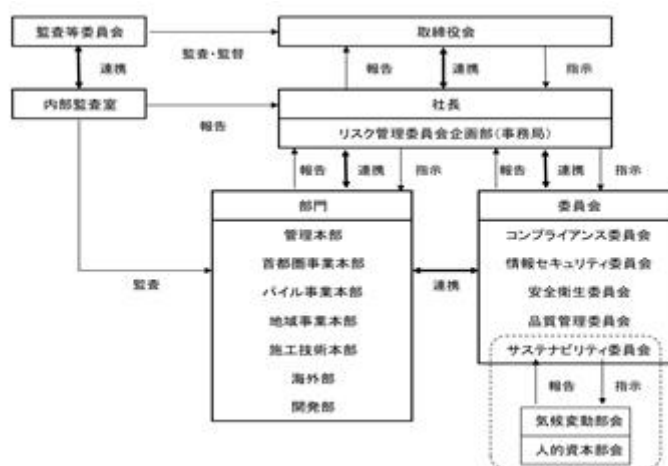 監査等委員会
監査・監督
取締役会
連携
報告
連携
指示
内部監査室
報告
社長
リスク管理委員会企画部(事務局)
報告
連携
指示
報告
連携
指示
部門
管理本部
首都圏事業本部
パイル事業本部
地域事業本部
施工技術本部
海外部
開発部
監査
連携
委員会
コンプライアンス委員会
情報セキュリティ委員会
安全衛生委員会
品質管理委員会
サステナビリティ委員会
報告
指示
気候変動部会
人的資本部会